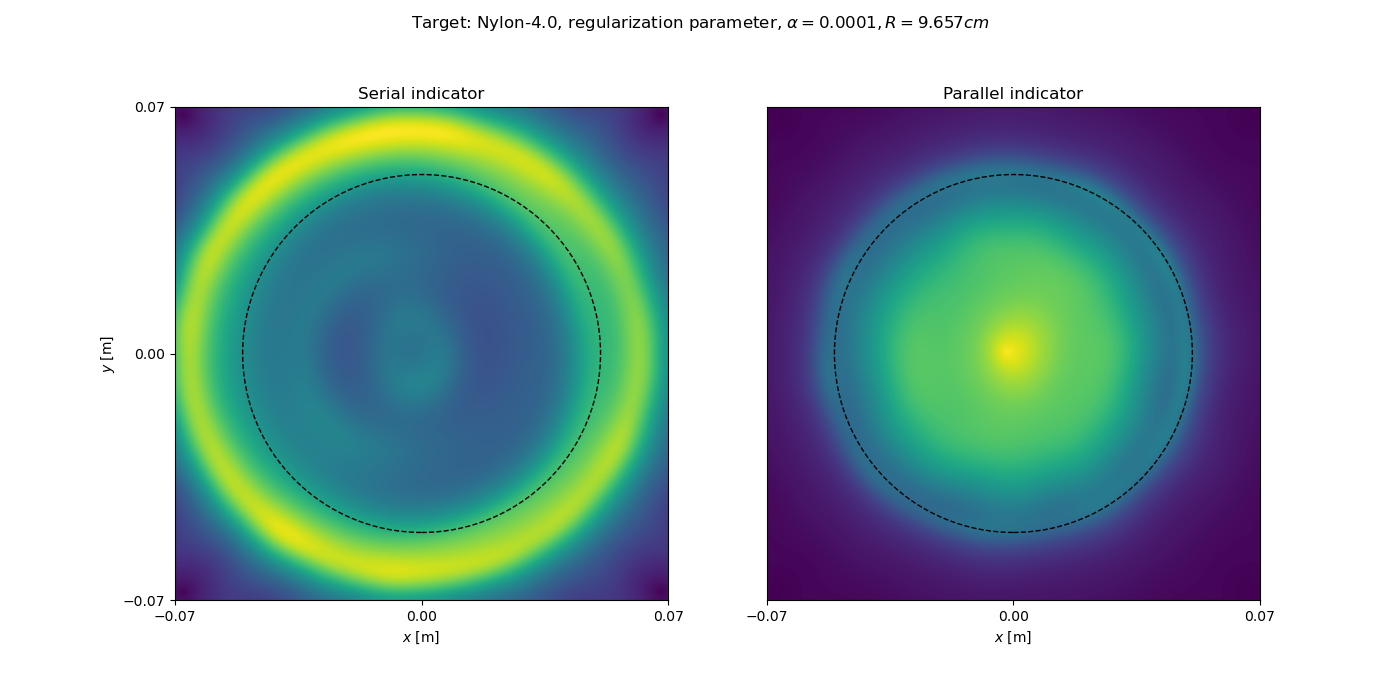 Target: Nylon-4.0, regularization parameter, α = 0.0001, R = 9.657cm
Serial indicator
Parallel indicator
0.07
0.00
−0.07
y [m]
−0.07 0.00 0.07
−0.07 0.00 0.07
x [m]
x [m]